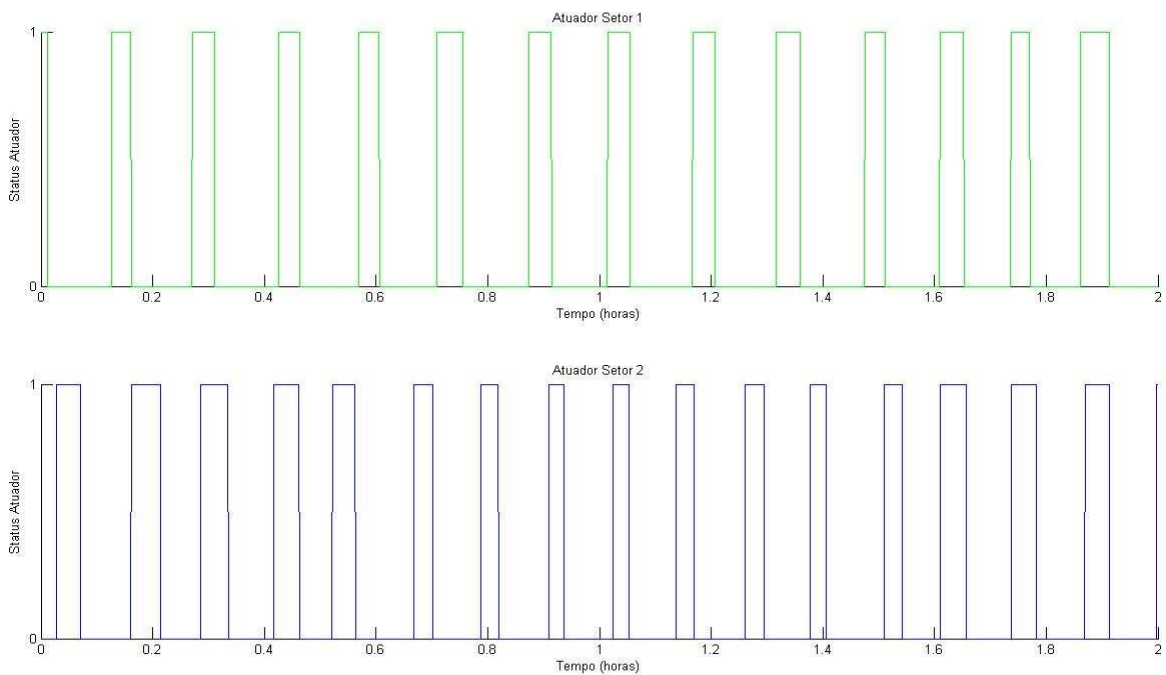 Atuador Setor 1
1
Status Atuador
0
0 0.2 0.4 0.6 0.8 1 1.2 1.4 1.6 1.8 2
Tempo (horas)
Atuador Setor 2
1
Status Atuador
0
0 0.2 0.4 0.6 0.8 1 1.2 1.4 1.6 1.8 2
Tempo (horas)